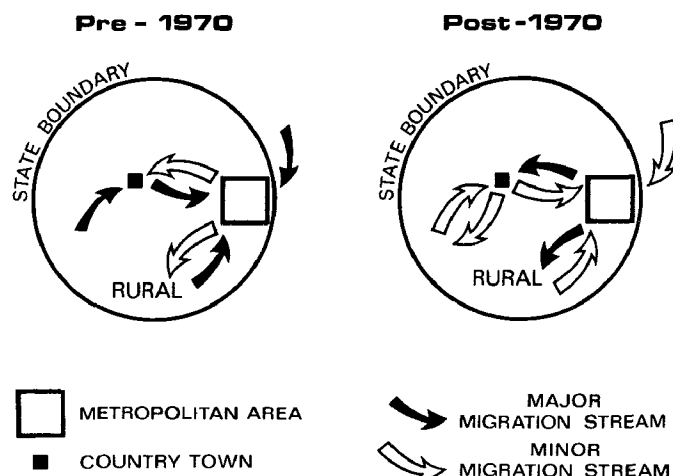 Pre - 1970
Post-1970
STATE BOUNDARY
STATE BOUNDARY
RURAL
RURAL
METROPOLITAN AREA
COUNTRY TOWN
MAJOR
MIGRATION STREAM
MINOR
MIGRATION STREAM